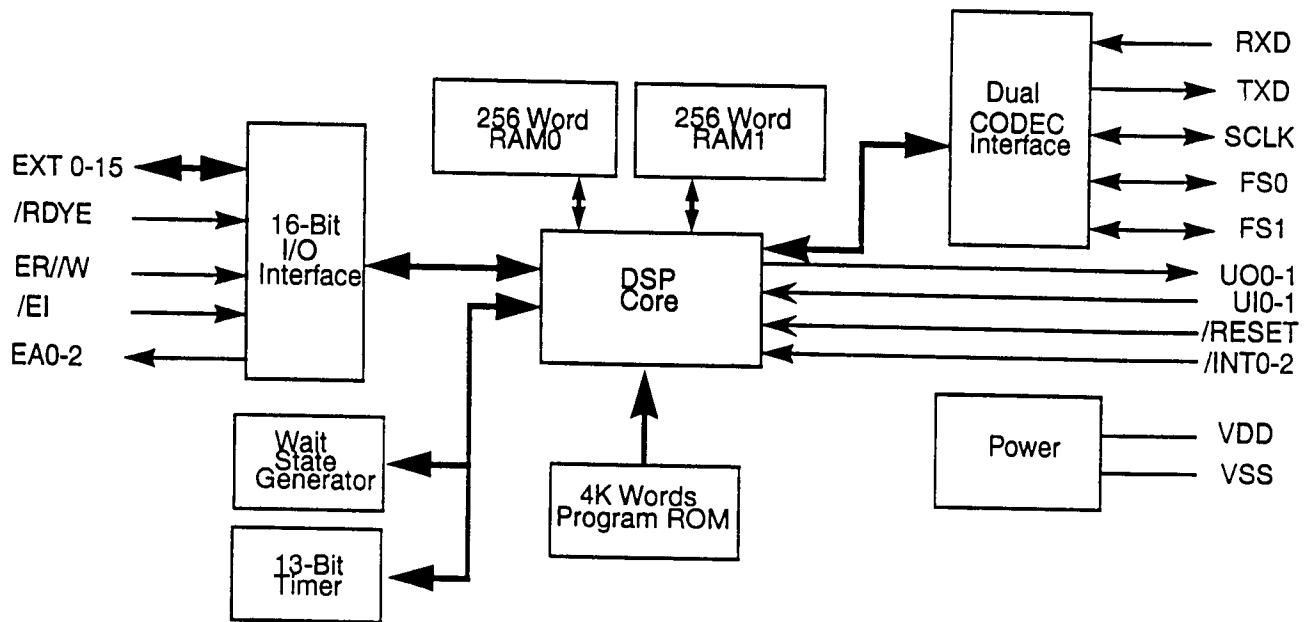 256 Word
RAM0
256 Word
RAM1
Dual
CODEC
Interface
RXD
TXD
SCLK
FS0
FS1
EXT 0-15
/RDYE
ER//W
/EI
EA0-2
16-Bit
I/O
Interface
DSP
Core
UO0-1
UI0-1
/RESET
/INT0-2
Wait
State
Generator
13-Bit
Timer
4K Words
Program ROM
Power
VDD
VSS